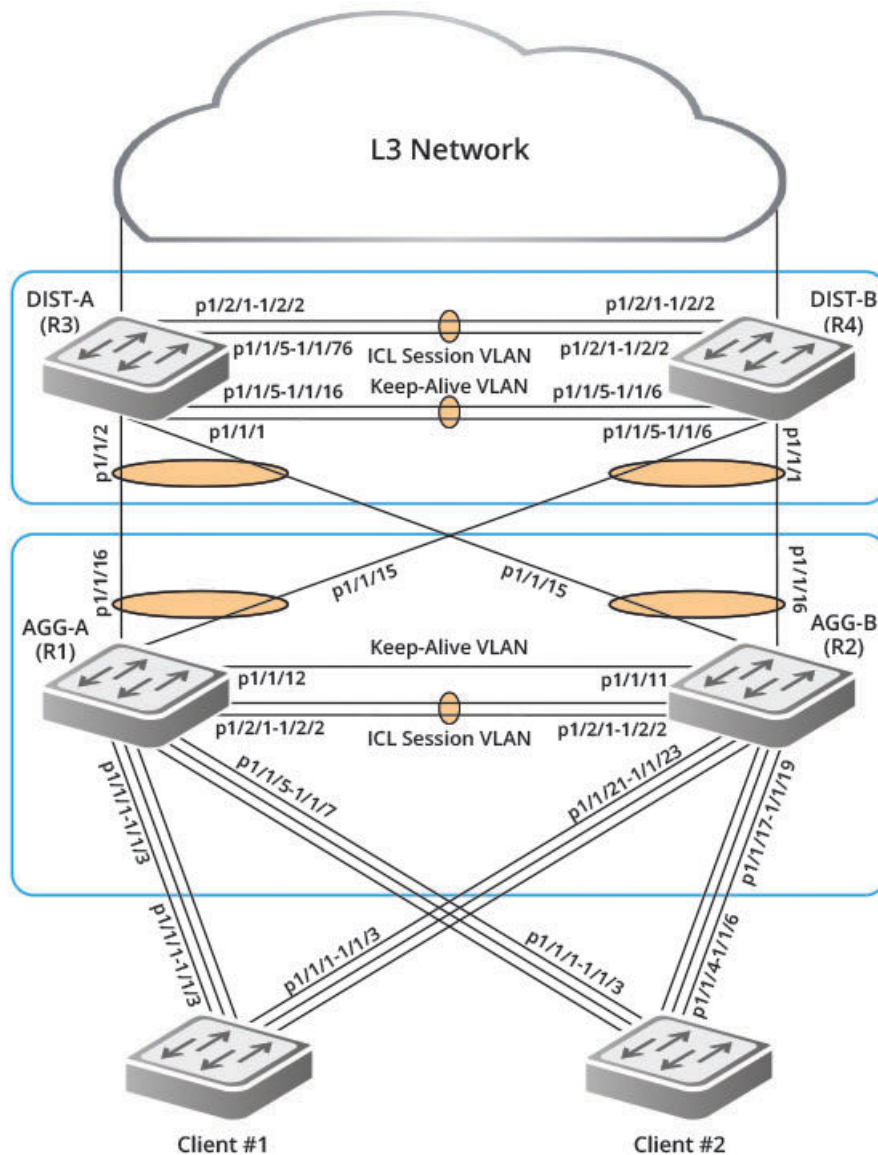 L3 Network
DIST-A
(R3)
p1/2/1-1/2/2
p1/2/1-1/2/2
DIST-B
(R4)
p1/1/5-1/1/76
ICL Session VLAN
p1/2/1-1/2/2
p1/1/5-1/1/16
Keep-Alive VLAN
p1/1/5-1/1/6
p1/1/2
p1/1/1
p1/1/5-1/1/6
p1/1/1
p1/1/16
p1/1/15
p1/1/15
p1/1/16
AGG-A
(R1)
Keep-Alive VLAN
AGG-B
(R2)
p1/1/12
p1/1/11
p1/2/1-1/2/2
ICL Session VLAN
p1/2/1-1/2/2
p1/1/1-1/1/3
p1/1/5-1/1/7
p1/1/21-1/1/23
p1/1/17-1/1/19
p1/1/1-1/1/3
p1/1/1-1/1/3
p1/1/1-1/1/3
p1/1/4-1/1/6
Client #1
Client #2